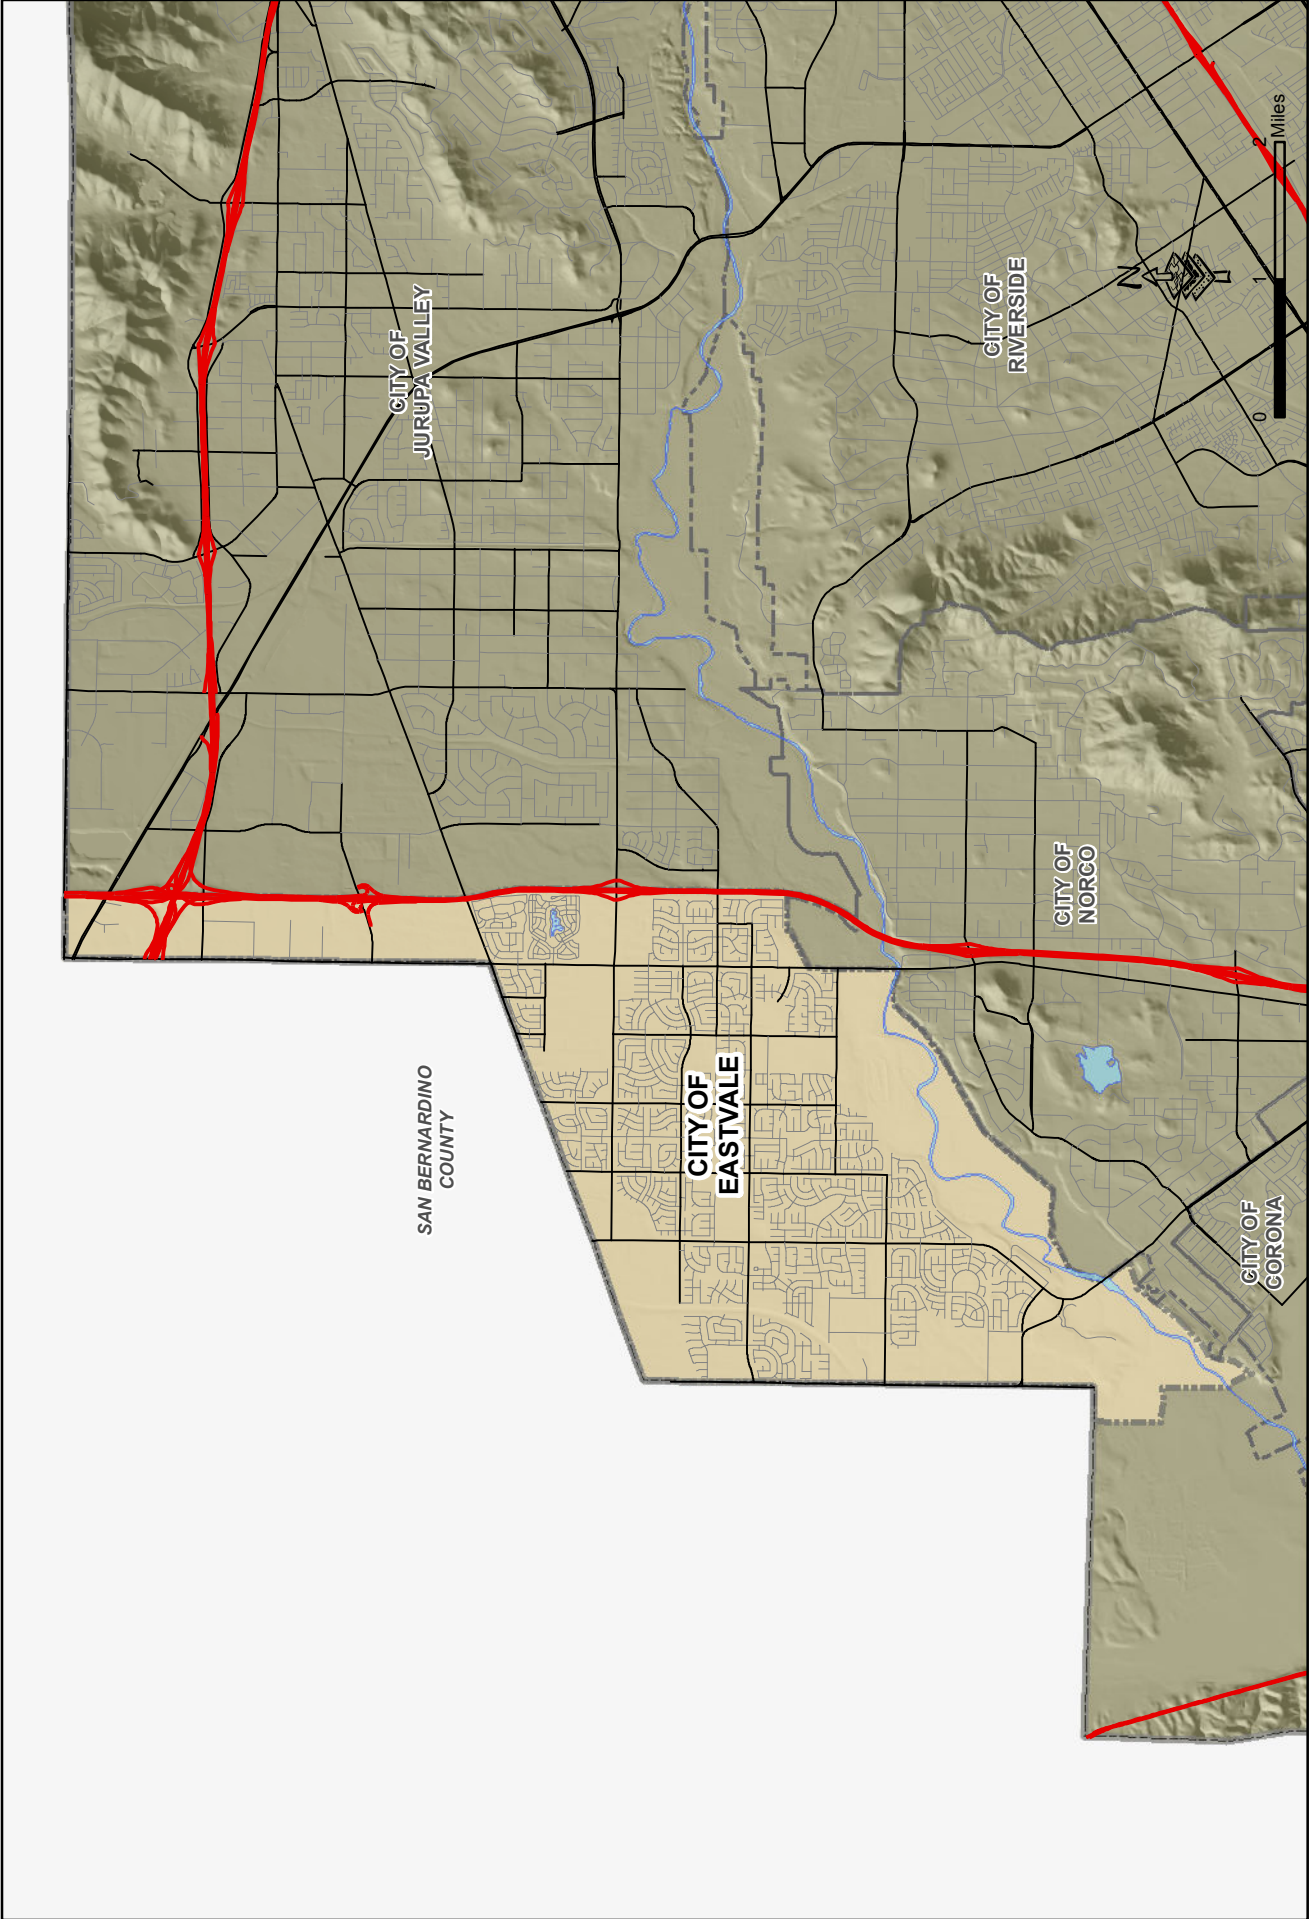 SAN BERNARDINO
COUNTY
CITY OF
JURUPA VALLEY
CITY OF
EASTVALE
CITY OF
RIVERSIDE
CITY OF
NORCO
CITY OF
CORONA
N
0 1 2
Miles